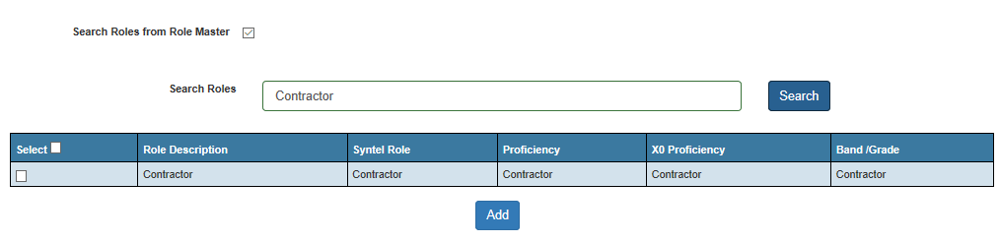 Search Roles from Role Master
Search Roles Contractor Search
Select Role Description Syntel Role Proficiency X0 Proficiency Band /Grade
Contractor Contractor Contractor Contractor Contractor
Add